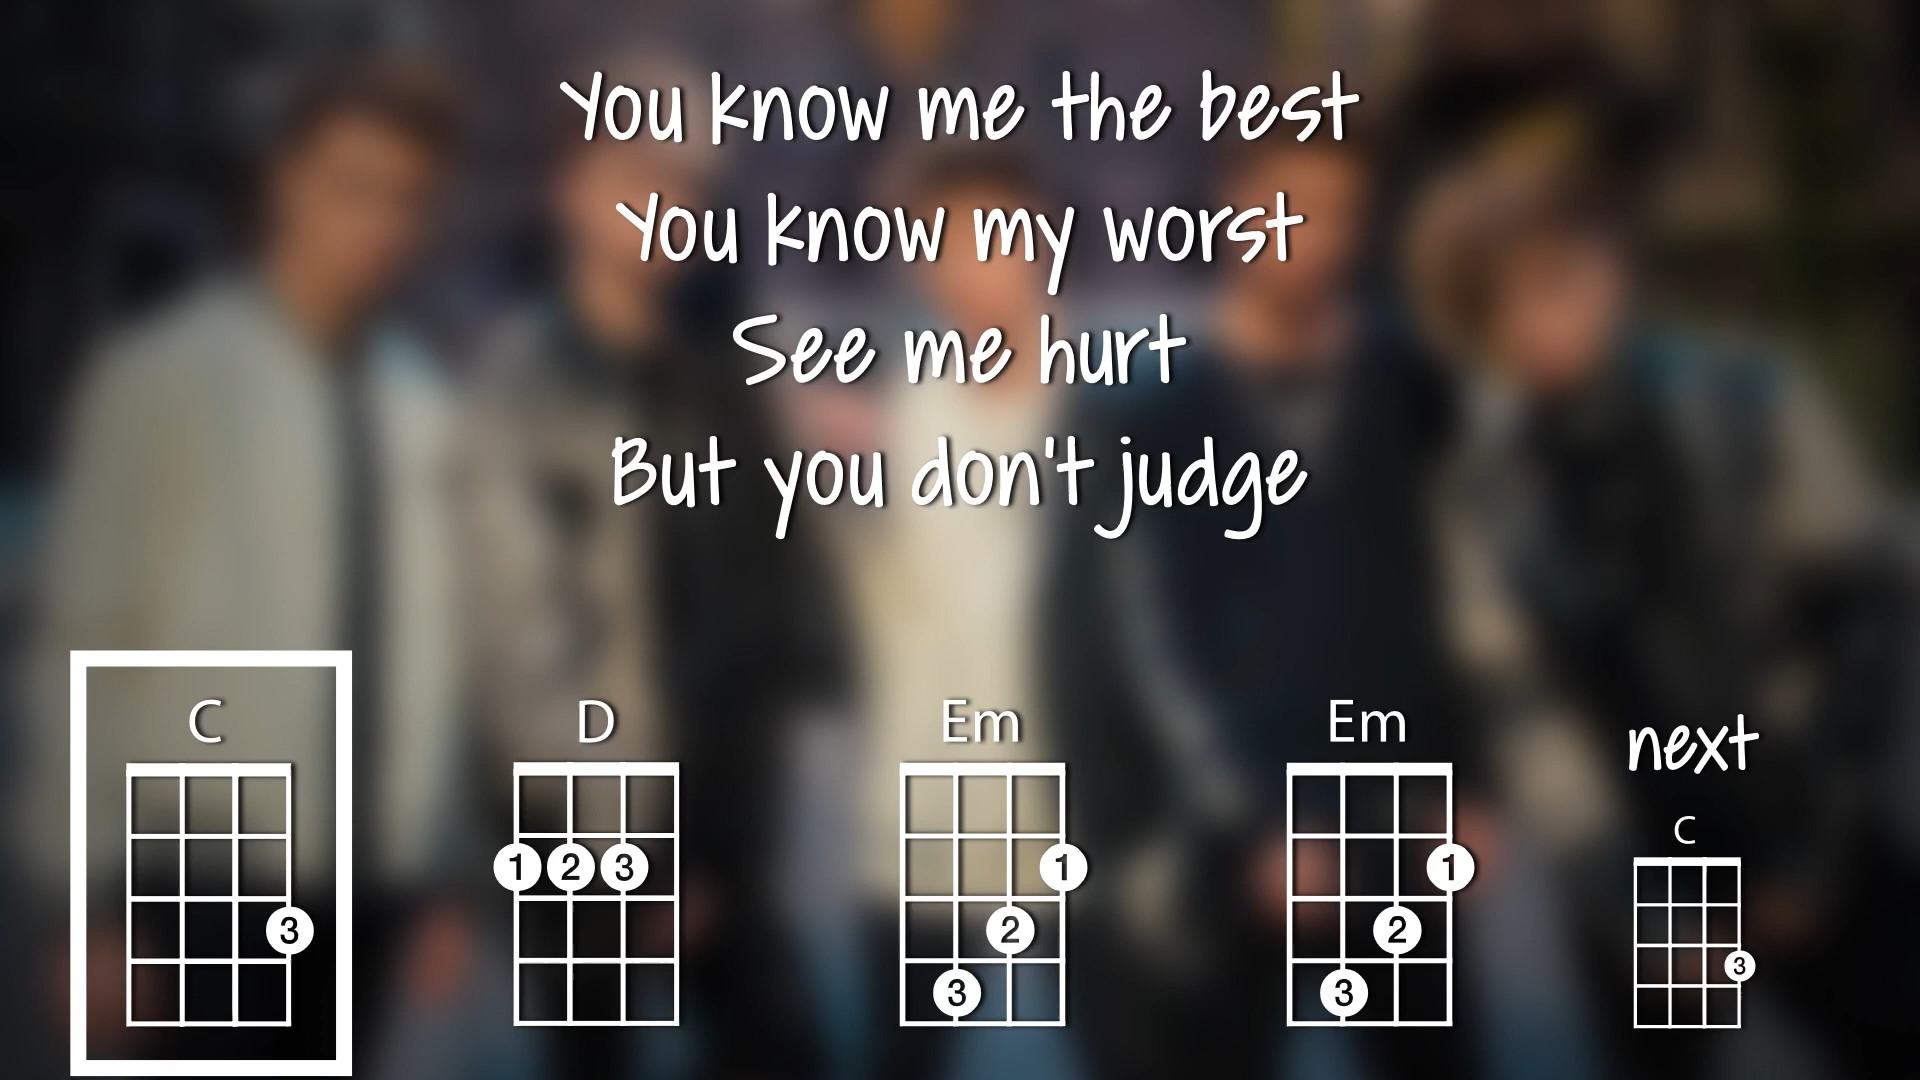 You know me the best
You know my worst
See me hurt
But you don't judge
C D Em Em next
C
1 2 3 1 1
3 2 2 3
3 3